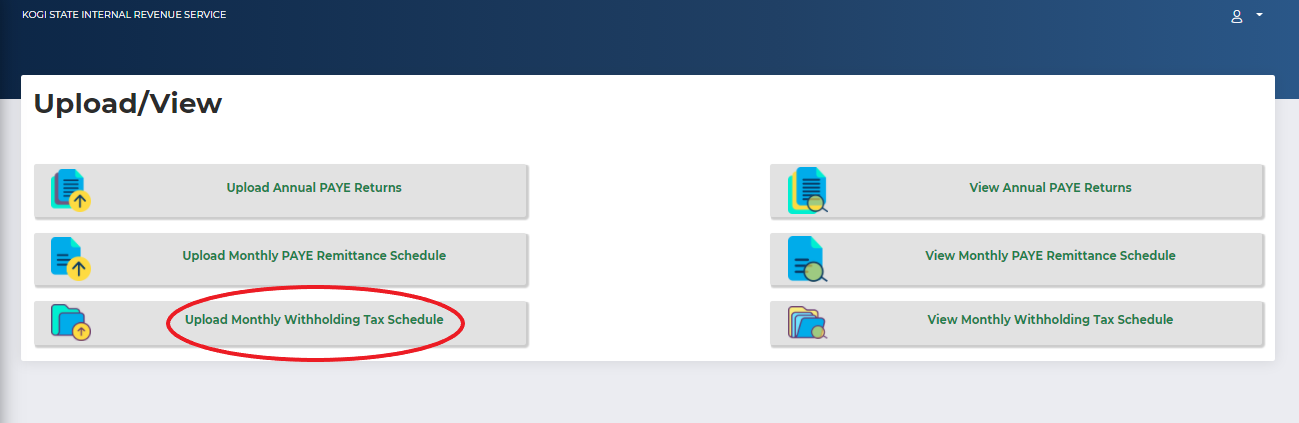 KOGI STATE INTERNAL REVENUE SERVICE
Upload/View
Upload Annual PAYE Returns
View Annual PAYE Returns
Upload Monthly PAYE Remittance Schedule
View Monthly PAYE Remittance Schedule
Upload Monthly Withholding Tax Schedule
View Monthly Withholding Tax Schedule